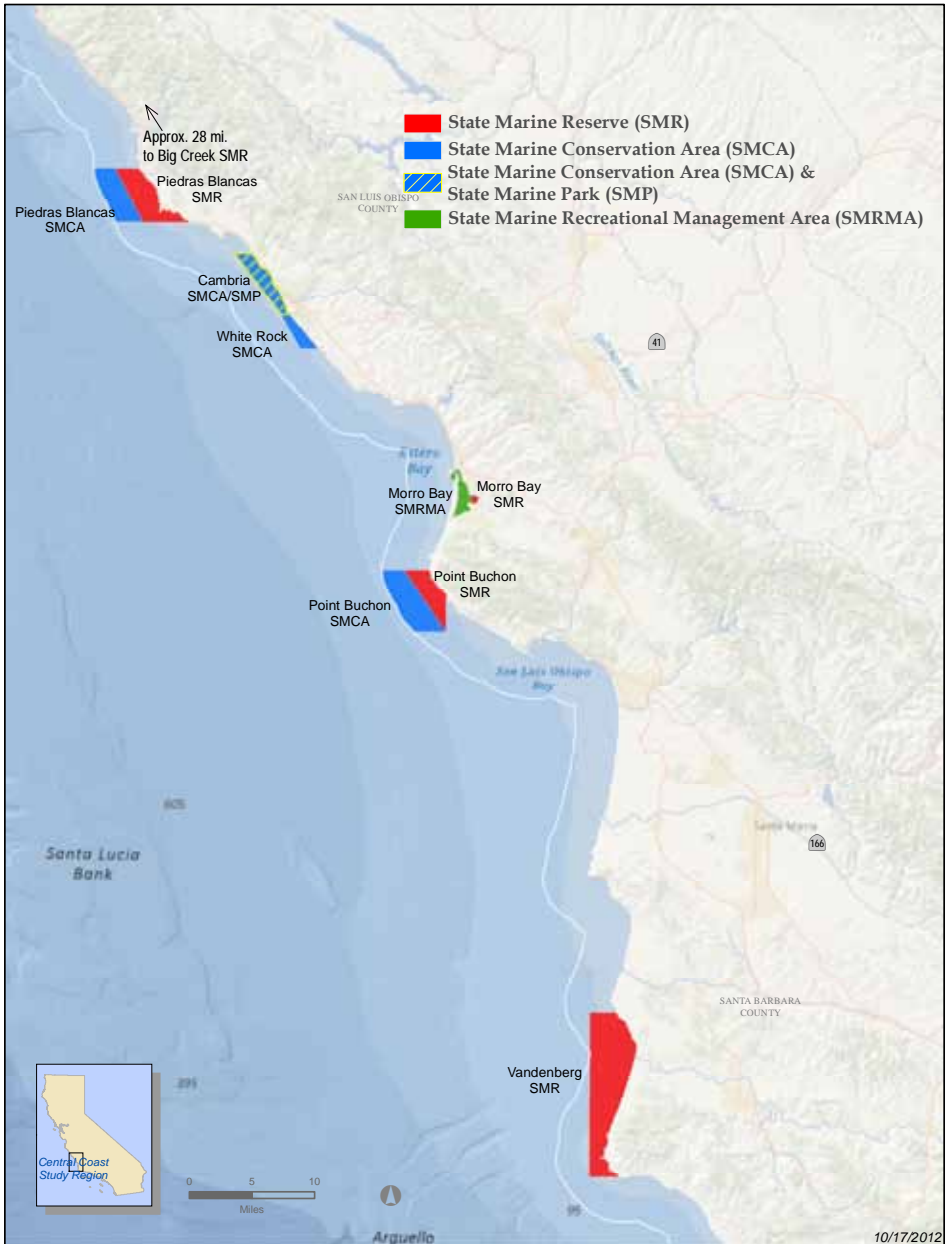 Approx. 28 mi.
to Big Creek SMR
State Marine Reserve (SMR)
State Marine Conservation Area (SMCA)
State Marine Conservation Area (SMCA) &
State Marine Park (SMP)
State Marine Recreational Management Area (SMRMA)
SAN LUIS OBISPO
COUNTY
Piedras Blancas
SMR
Piedras Blancas
SMCA
Cambria
SMCA/SMP
White Rock
SMCA
41
Salinas River
Estero
Bay
Morro Bay
SMRMA
Morro Bay
SMR
Point Buchon
SMR
Point Buchon
SMCA
San Luis Obispo
Bay
605
Santa Lucia
Bank
Santa Maria
166
SANTA BARBARA
COUNTY
Vandenberg
SMR
395
Central Coast
Study Region
0 5 10
Miles
95
Arguello
10/17/2012